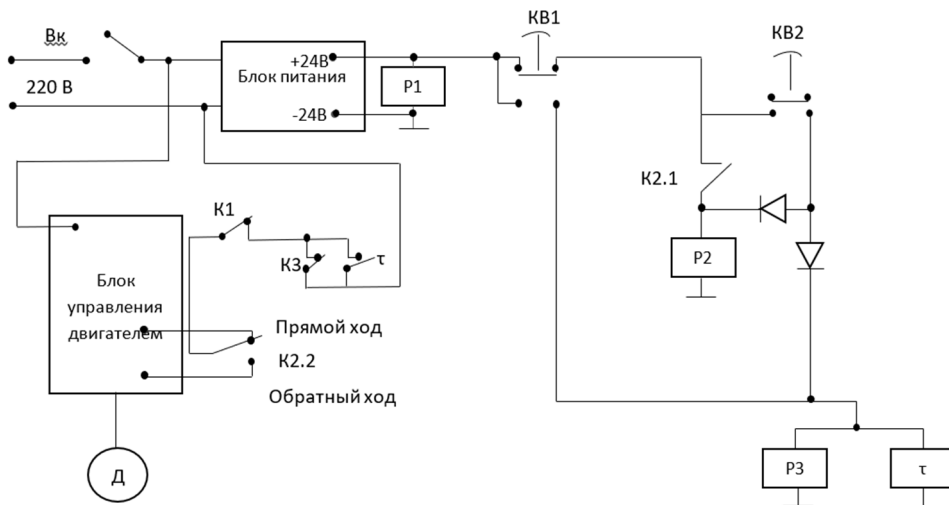 КВ1
Вк
КВ2
220 В
+24В
Блок питания
-24В
Р1
К2.1
К1
К3
τ
Р2
Блок
управления
двигателем
Прямой ход
К2.2
Обратный ход
Д
Р3
τ